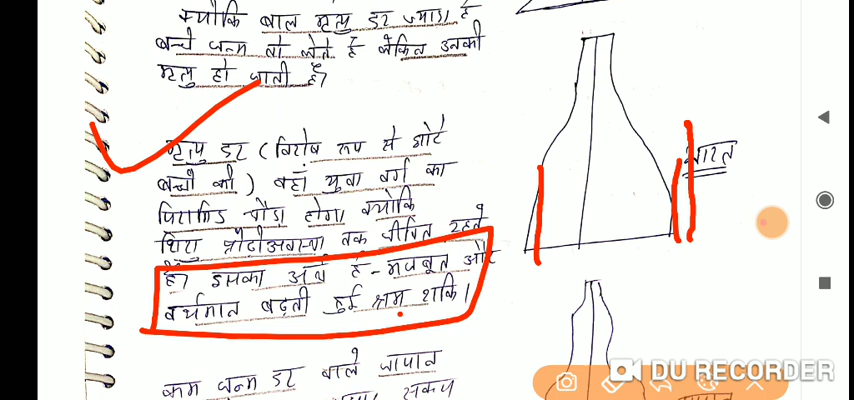 क्योकि बाल मृत्यु दर ज्यादा है
बच्चे जन्म तो लेते है लेकिन उनकी
मृत्यु हो जाती है।
मृत्यु दर (विशेष रूप से छोटे
बच्चो की) वहाँ युवा वर्ग का
पिरामिड चौडा होगा क्योकि
प्रौढावस्था तक जीवित रहते
है। इसका अर्थ है - मजबूत और
वर्धमान बढ़ती हुई श्रम शक्ति।
भारत
कम जन्म दर वाले जापान
DU RECORDER